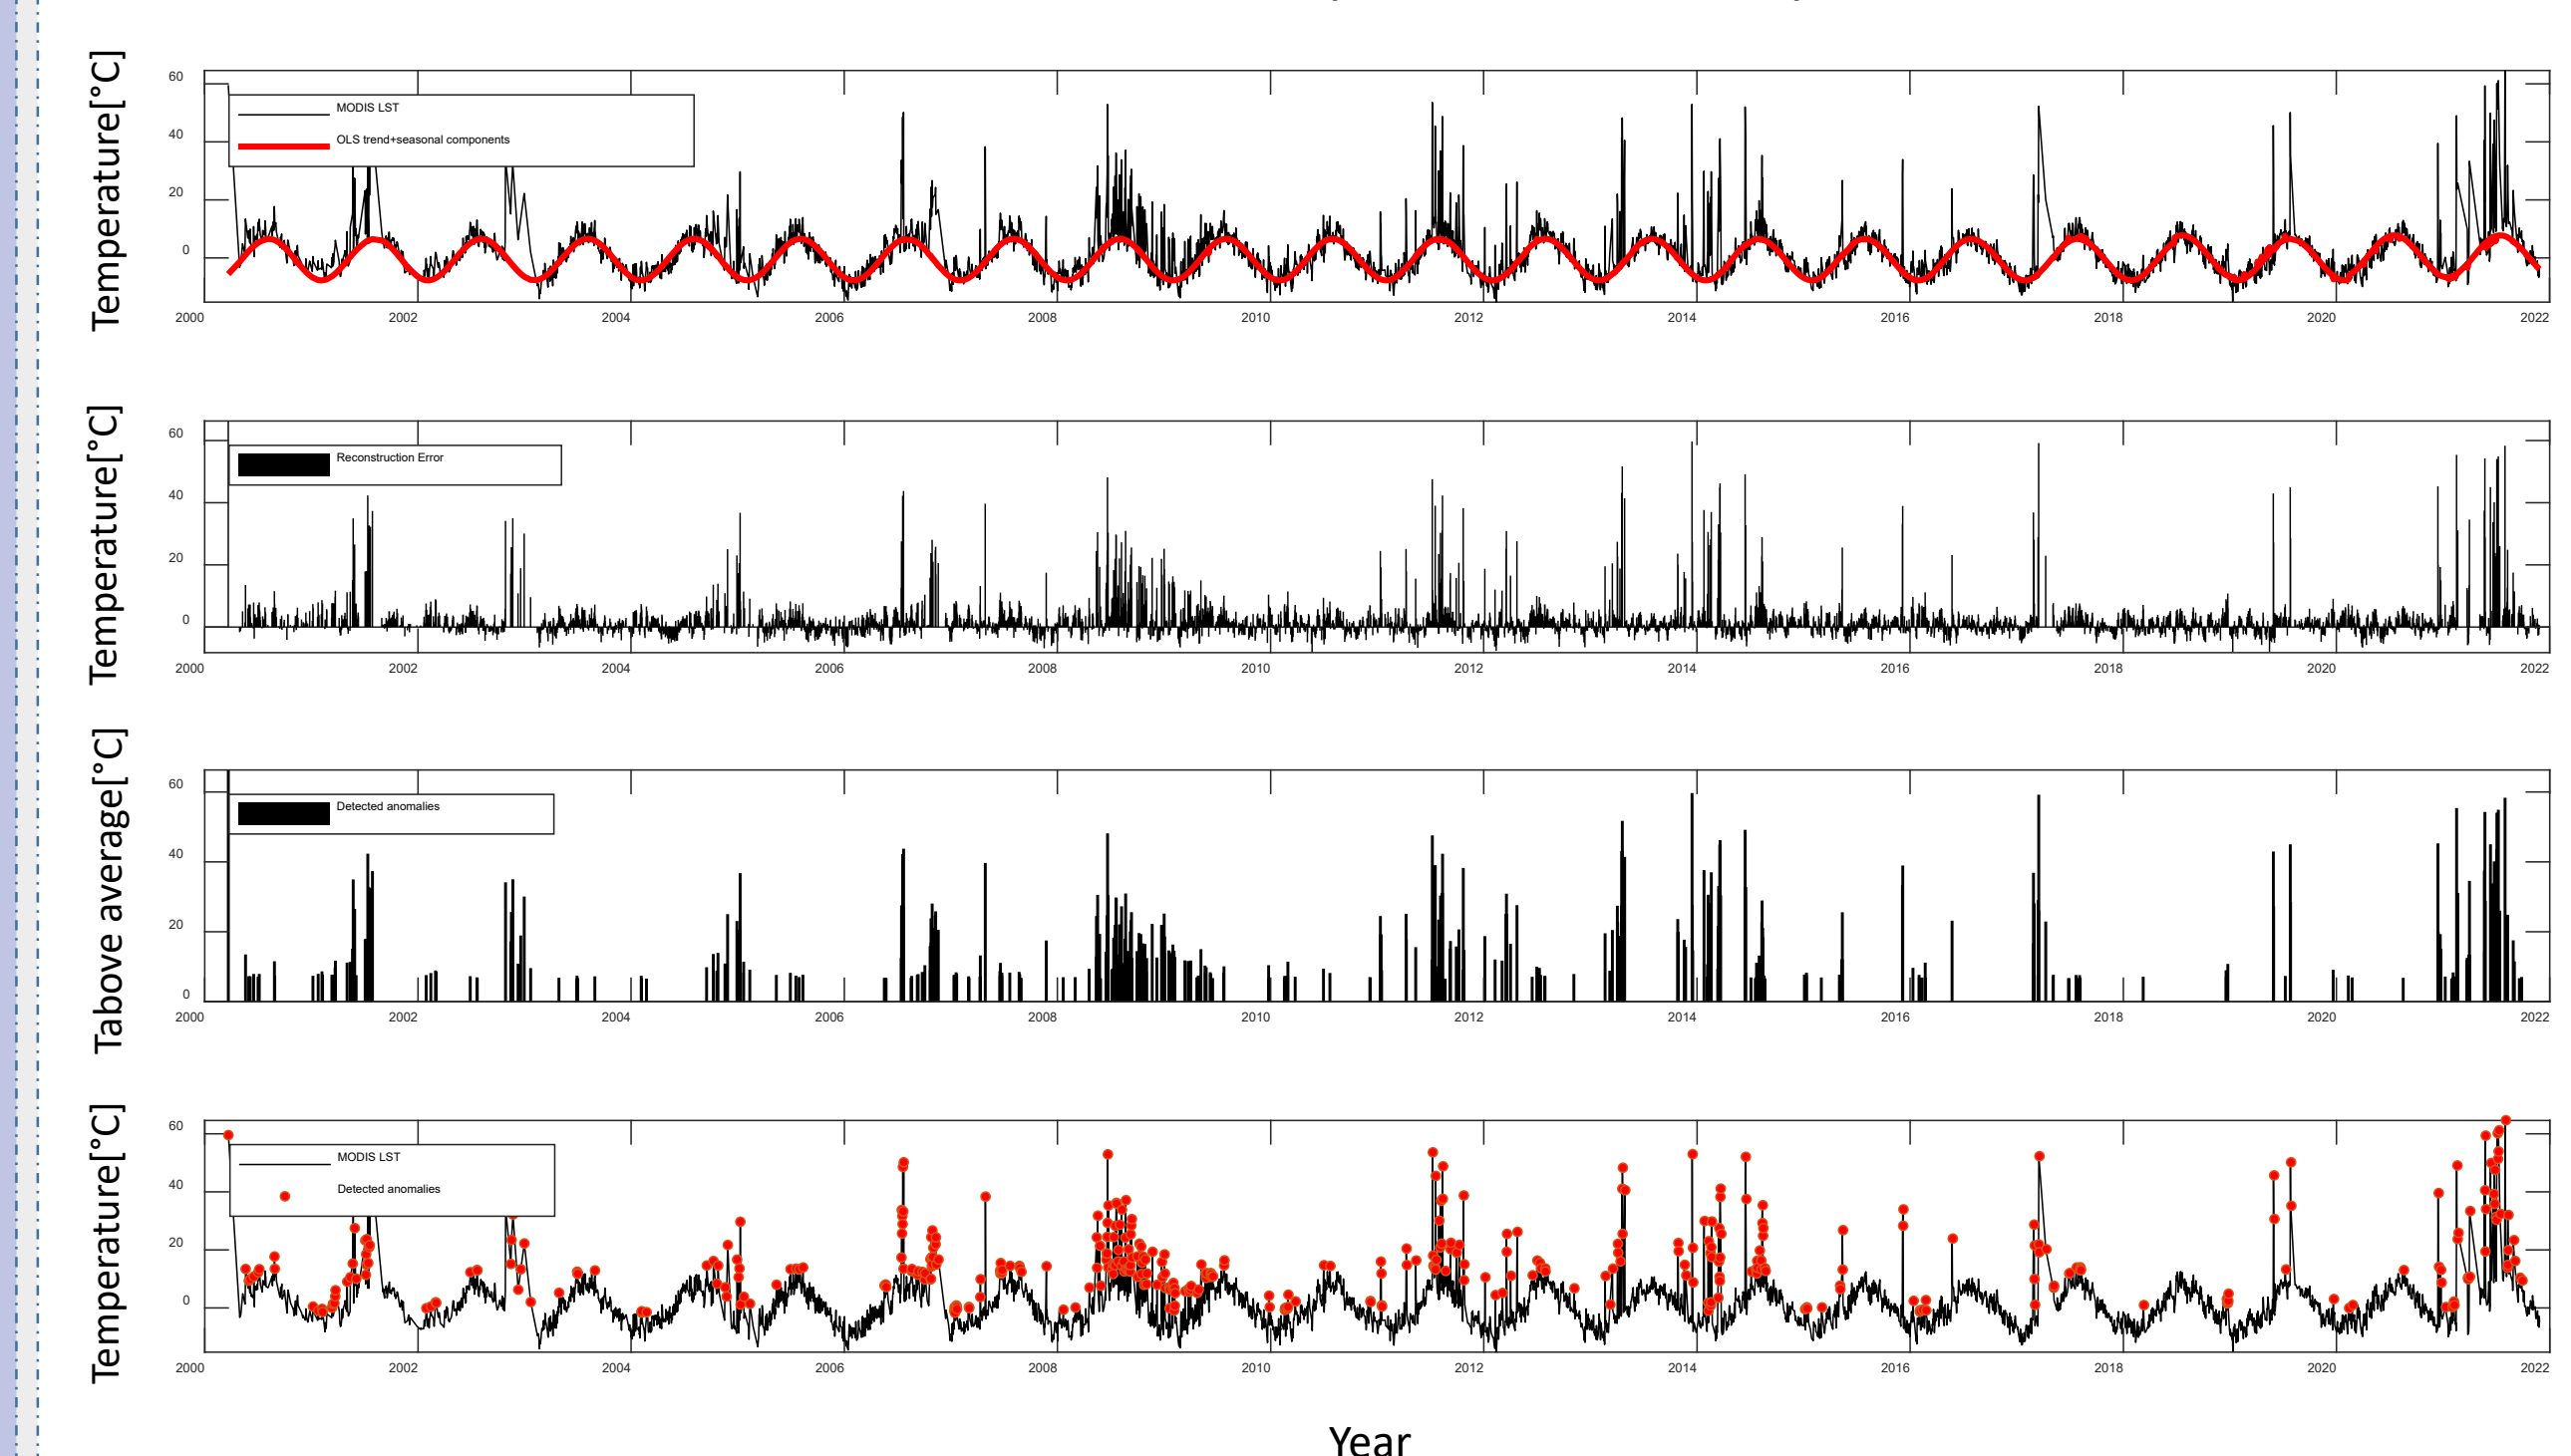 Temperature[°C]
60
40
20
0
MODIS LST
OLS trend+seasonal components
2000 2002 2004 2006 2008 2010 2012 2014 2016 2018 2020 2022
Temperature[°C]
60
40
20
0
Reconstruction Error
2000 2002 2004 2006 2008 2010 2012 2014 2016 2018 2020 2022
Tabove average[°C]
60
40
20
0
Detected anomalies
2000 2002 2004 2006 2008 2010 2012 2014 2016 2018 2020 2022
Temperature[°C]
60
40
20
0
MODIS LST
Detected anomalies
2000 2002 2004 2006 2008 2010 2012 2014 2016 2018 2020 2022
Year